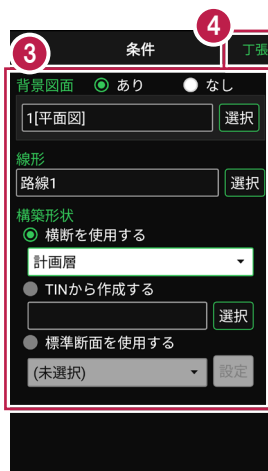 4
3
条件
丁張
背景図面 あり なし
1[平面図] 選択
線形
路線1 選択
構築形状
横断を使用する
計画層
TINから作成する
選択
標準断面を使用する
(未選択) 設定